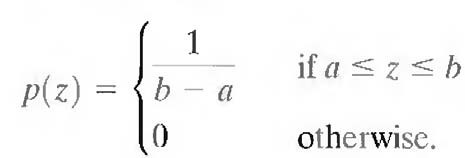 p(z) = { 1 / (b − a) if a ≤ z ≤ b
0 otherwise.